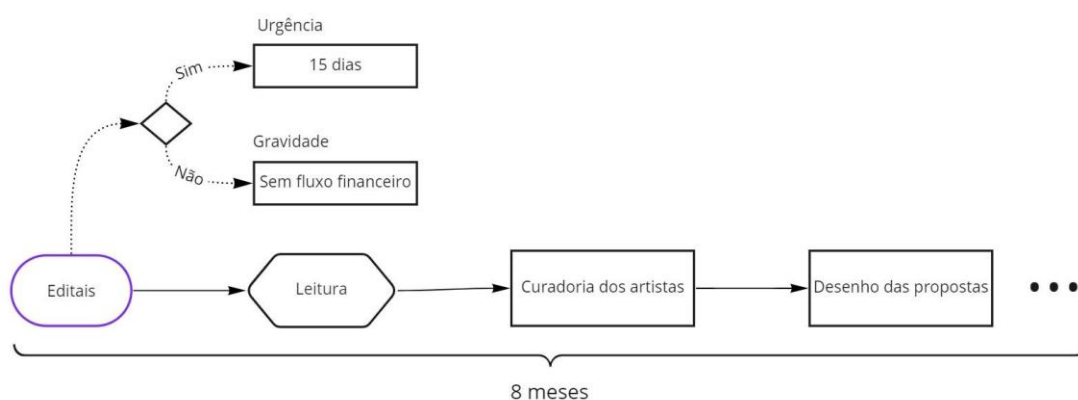 Urgência
15 dias
Sim
Gravidade
Não
Sem fluxo financeiro
Editais
Leitura
Curadoria dos artistas
Desenho das propostas
8 meses